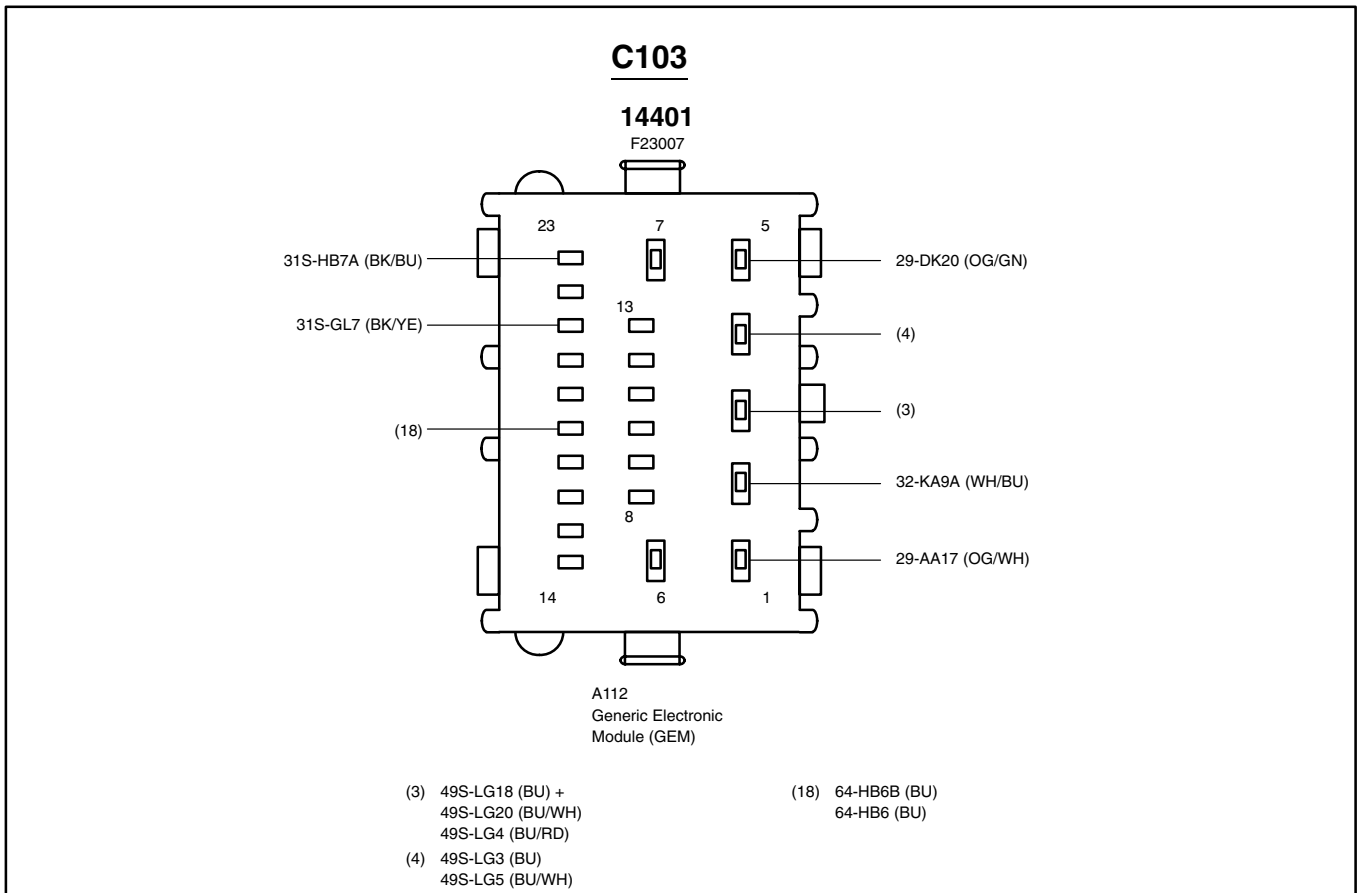 C103
14401
F23007
23 7 5
31S-HB7A (BK/BU)
29-DK20 (OG/GN)
13
31S-GL7 (BK/YE)
(4)
(3)
(18)
32-KA9A (WH/BU)
8
29-AA17 (OG/WH)
14 6 1
A112
Generic Electronic
Module (GEM)
(3) 49S-LG18 (BU) +
49S-LG20 (BU/WH)
49S-LG4 (BU/RD)
(4) 49S-LG3 (BU)
49S-LG5 (BU/WH)
(18) 64-HB6B (BU)
64-HB6 (BU)